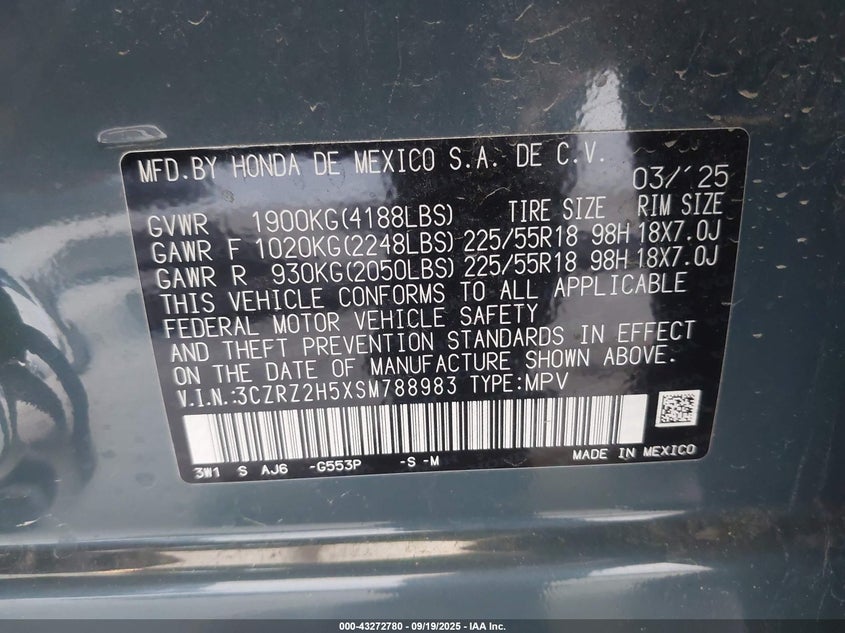 MFD.BY HONDA DE MEXICO S.A. DE C.V. 03/'25
GVWR 1900KG(4188LBS) TIRE SIZE RIM SIZE
GAWR F 1020KG(2248LBS) 225/55R18 98H 18X7.0J
GAWR R 930KG(2050LBS) 225/55R18 98H 18X7.0J
THIS VEHICLE CONFORMS TO ALL APPLICABLE
FEDERAL MOTOR VEHICLE SAFETY
AND THEFT PREVENTION STANDARDS IN EFFECT
ON THE DATE OF MANUFACTURE SHOWN ABOVE.
V.I.N.:3CZRZ2H5XSM788983 TYPE:MPV
3W1 S AJ6 -G553P -S -M MADE IN MEXICO
000-43272780 - 09/19/2025 - IAA Inc.